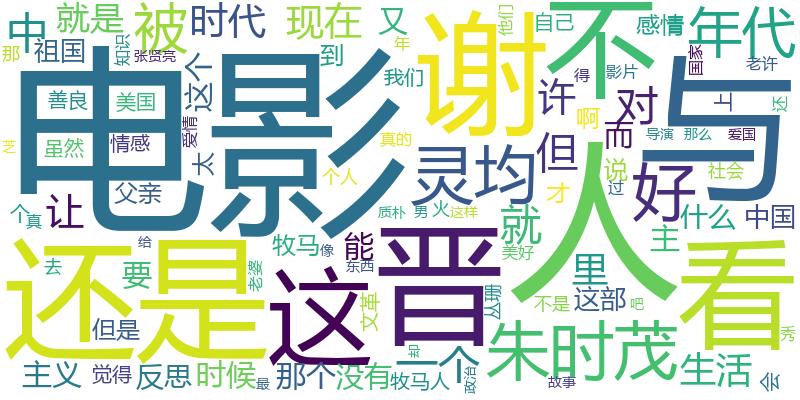 中 就是 被 时代 现在 又 自己 他们 感情 年代
那 祖国 知识 张贤亮 这个 到 年 谢 不 国家
善良 美国 电影 我们 许 得 影片 对 上 老许 还
虽然 情感 爱情 太 啊 而 与 导演 那么 爱国
芝 父亲 个人 灵均 但 说 社会
个 真 让 真的 才 过 好 什么 中国
质朴 男 火 这样 就 人 主
给 牧马 像 能 晋 美好 里 看
还是 去 要 老婆 这 东西 丛珊 不是 这部 吧
但是 文革 一个 朱时茂 秀
主义 觉得 反思 时候 最 那个 没有 牧马人 却 政治 故事 生活 会